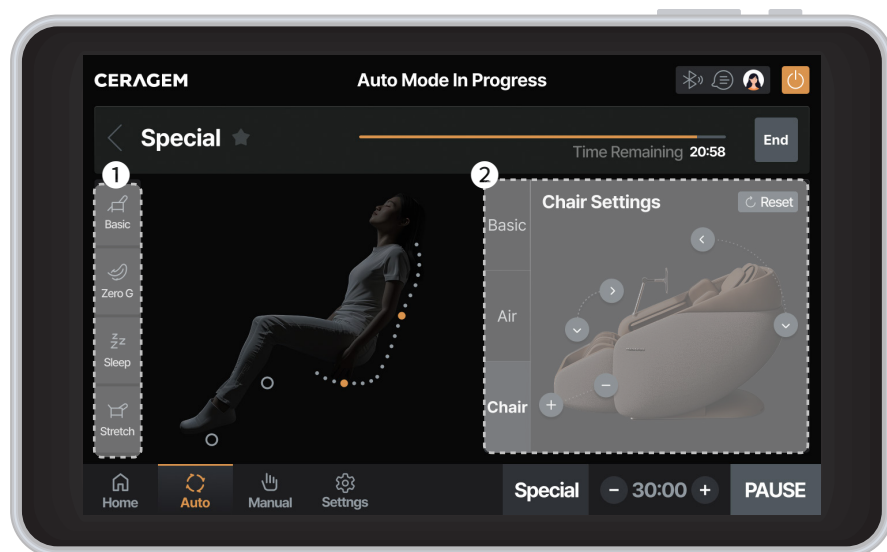 CERAGEM
Auto Mode In Progress
Special
Time Remaining 20:58
End
1
Basic
Zero G
Sleep
Stretch
2
Basic
Air
Chair
Chair Settings
Reset
Home
Auto
Manual
Settngs
Special
- 30:00 +
PAUSE